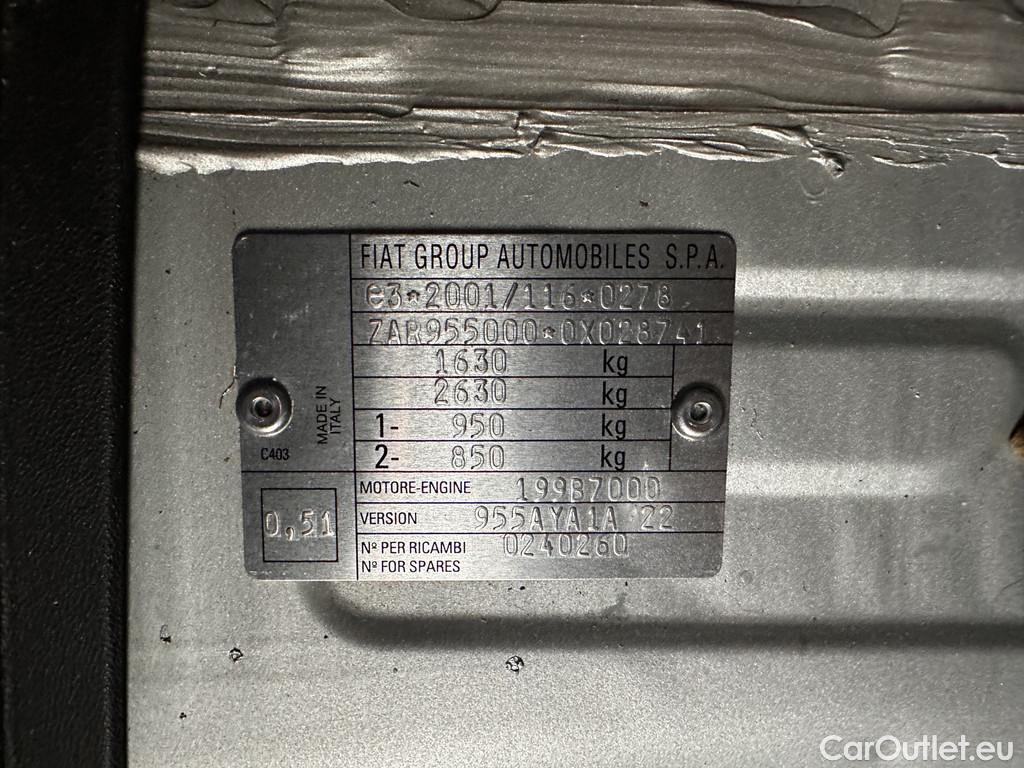 FIAT GROUP AUTOMOBILES S.P.A.
e3*2001/116*0278
ZAR955000*0X028741
1630 kg
2630 kg
1- 950 kg
2- 850 kg
MADE IN
ITALY
C403
MOTORE-ENGINE 199B7000
0,51
VERSION 955AYA1A 22
Nº PER RICAMBI 0240260
Nº FOR SPARES
CarOutlet.eu